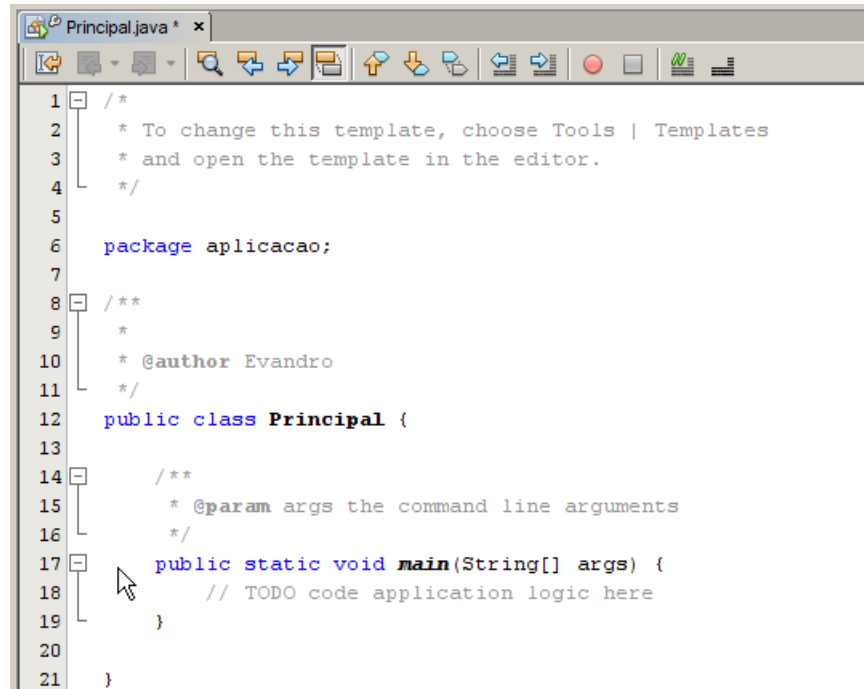 Principal.java * x
1 /*
2  * To change this template, choose Tools | Templates
3  * and open the template in the editor.
4  */
5
6 package aplicacao;
7
8 /**
9  *
10  * @author Evandro
11  */
12 public class Principal {
13
14     /**
15      * @param args the command line arguments
16      */
17     public static void main(String[] args) {
18         // TODO code application logic here
19     }
20
21 }